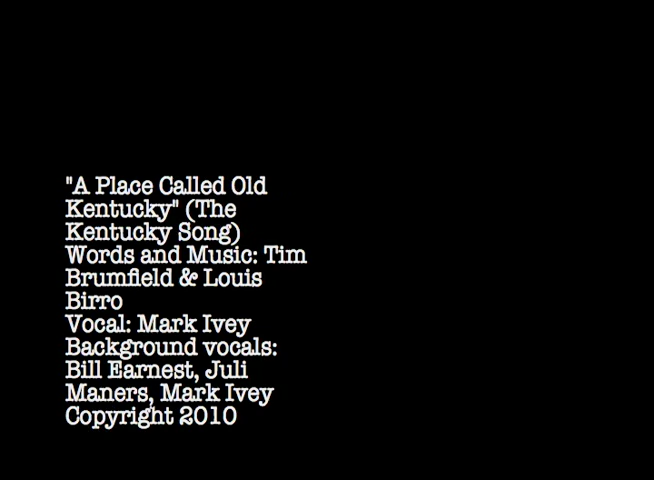 "A Place Called Old
Kentucky" (The
Kentucky Song)
Words and Music: Tim
Brumfield & Louis
Birro
Vocal: Mark Ivey
Background vocals:
Bill Earnest, Juli
Maners, Mark Ivey
Copyright 2010